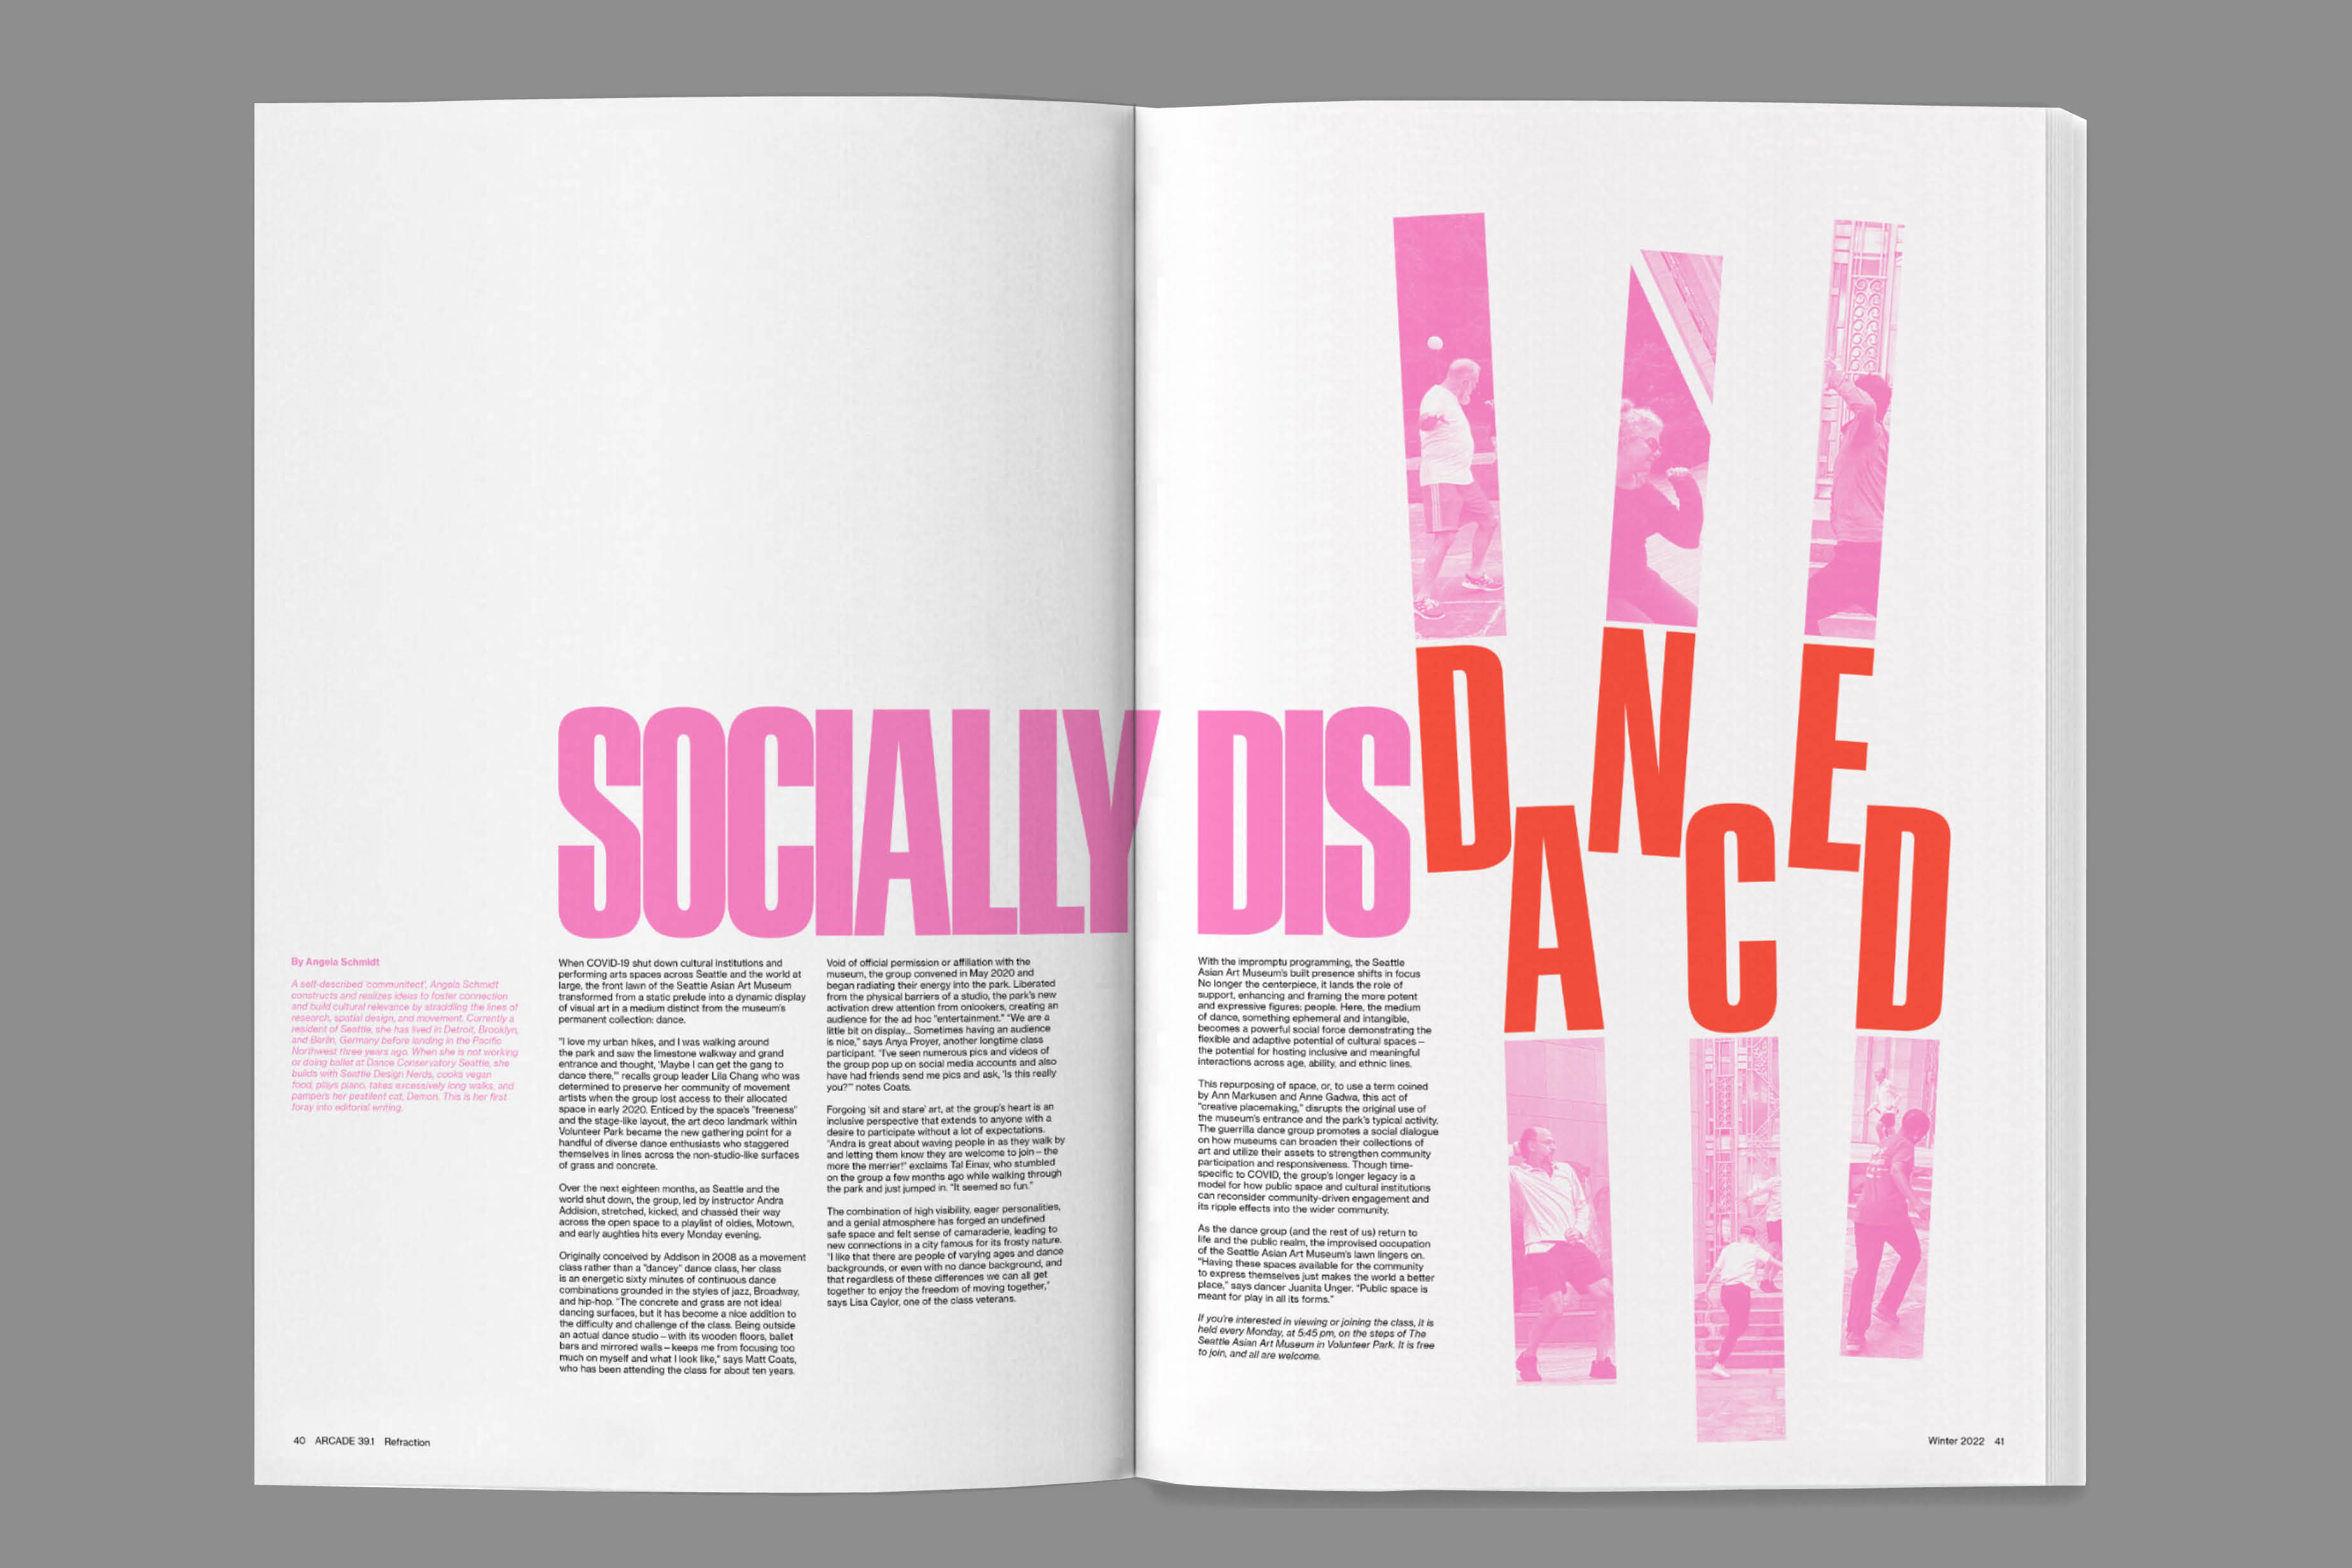 SOCIALLY DIS DANCED
By Angela Schmidt
A self-described 'communitect', Angela Schmidt
constructs and realizes ideas to foster connection
and build cultural relevance by straddling the lines of
research, spatial design, and movement. Currently a
resident of Seattle, she has lived in Detroit, Brooklyn,
and Berlin, Germany before landing in the Pacific
Northwest three years ago. When she is not working
or doing ballet at Dance Conservatory Seattle, she
builds with Seattle Design Nerds, cooks vegan
food, plays piano, takes excessively long walks, and
pampers her pestilent cat, Demon. This is her first
foray into editorial writing.
When COVID-19 shut down cultural institutions and
performing arts spaces across Seattle and the world at
large, the front lawn of the Seattle Asian Art Museum
transformed from a static prelude into a dynamic display
of visual art in a medium distinct from the museum's
permanent collection: dance.
"I love my urban hikes, and I was walking around
the park and saw the limestone walkway and grand
entrance and thought, 'Maybe I can get the gang to
dance there,'" recalls group leader Lila Chang who was
determined to preserve her community of movement
artists when the group lost access to their allocated
space in early 2020. Enticed by the space's "freeness"
and the stage-like layout, the art deco landmark within
Volunteer Park became the new gathering point for a
handful of diverse dance enthusiasts who staggered
themselves in lines across the non-studio-like surfaces
of grass and concrete.
Over the next eighteen months, as Seattle and the
world shut down, the group, led by instructor Andra
Addision, stretched, kicked, and chasséd their way
across the open space to a playlist of oldies, Motown,
and early aughties hits every Monday evening.
Originally conceived by Addison in 2008 as a movement
class rather than a "dancey" dance class, her class
is an energetic sixty minutes of continuous dance
combinations grounded in the styles of jazz, Broadway,
and hip-hop. "The concrete and grass are not ideal
dancing surfaces, but it has become a nice addition to
the difficulty and challenge of the class. Being outside
an actual dance studio – with its wooden floors, ballet
bars and mirrored walls – keeps me from focusing too
much on myself and what I look like," says Matt Coats,
who has been attending the class for about ten years.
Void of official permission or affiliation with the
museum, the group convened in May 2020 and
began radiating their energy into the park. Liberated
from the physical barriers of a studio, the park's new
activation drew attention from onlookers, creating an
audience for the ad hoc "entertainment." "We are a
little bit on display... Sometimes having an audience
is nice," says Anya Proyer, another longtime class
participant. "I've seen numerous pics and videos of
the group pop up on social media accounts and also
have had friends send me pics and ask, 'Is this really
you?'" notes Coats.
Forgoing 'sit and stare' art, at the group's heart is an
inclusive perspective that extends to anyone with a
desire to participate without a lot of expectations.
"Andra is great about waving people in as they walk by
and letting them know they are welcome to join – the
more the merrier!" exclaims Tal Einav, who stumbled
on the group a few months ago while walking through
the park and just jumped in. "It seemed so fun."
The combination of high visibility, eager personalities,
and a genial atmosphere has forged an undefined
safe space and felt sense of camaraderie, leading to
new connections in a city famous for its frosty nature.
"I like that there are people of varying ages and dance
backgrounds, or even with no dance background, and
that regardless of these differences we can all get
together to enjoy the freedom of moving together,"
says Lisa Caylor, one of the class veterans.
With the impromptu programming, the Seattle
Asian Art Museum's built presence shifts in focus
No longer the centerpiece, it lands the role of
support, enhancing and framing the more potent
and expressive figures: people. Here, the medium
of dance, something ephemeral and intangible,
becomes a powerful social force demonstrating the
flexible and adaptive potential of cultural spaces –
the potential for hosting inclusive and meaningful
interactions across age, ability, and ethnic lines.
This repurposing of space, or, to use a term coined
by Ann Markusen and Anne Gadwa, this act of
"creative placemaking," disrupts the original use of
the museum's entrance and the park's typical activity.
The guerrilla dance group promotes a social dialogue
on how museums can broaden their collections of
art and utilize their assets to strengthen community
participation and responsiveness. Though time-
specific to COVID, the group's longer legacy is a
model for how public space and cultural institutions
can reconsider community-driven engagement and
its ripple effects into the wider community.
As the dance group (and the rest of us) return to
life and the public realm, the improvised occupation
of the Seattle Asian Art Museum's lawn lingers on.
"Having these spaces available for the community
to express themselves just makes the world a better
place," says dancer Juanita Unger. "Public space is
meant for play in all its forms."
If you're interested in viewing or joining the class, it is
held every Monday, at 5:45 pm, on the steps of The
Seattle Asian Art Museum in Volunteer Park. It is free
to join, and all are welcome.
40 ARCADE 39.1 Refraction
Winter 2022 41